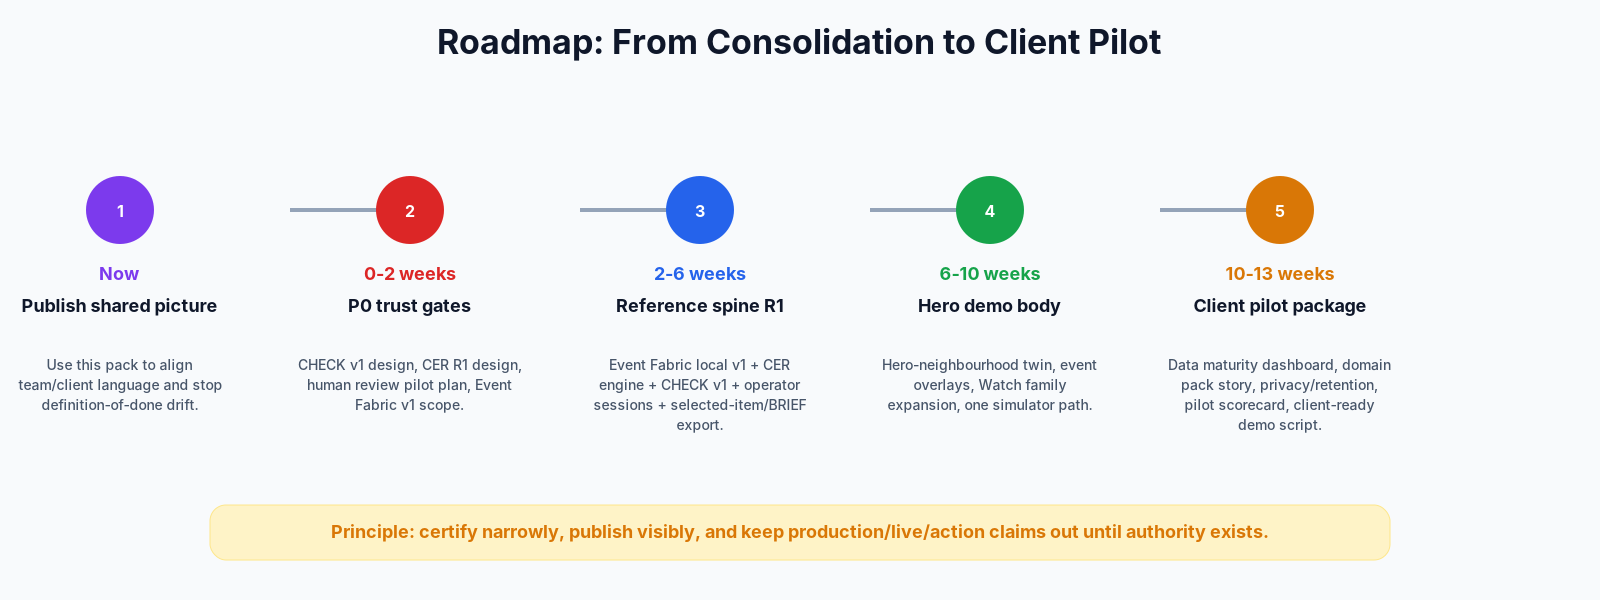 Roadmap: From Consolidation to Client Pilot
1
Now
Publish shared picture
Use this pack to align
team/client language and stop
definition-of-done drift.
2
0-2 weeks
P0 trust gates
CHECK v1 design, CER R1 design,
human review pilot plan, Event
Fabric v1 scope.
3
2-6 weeks
Reference spine R1
Event Fabric local v1 + CER
engine + CHECK v1 + operator
sessions + selected-item/BRIEF
export.
4
6-10 weeks
Hero demo body
Hero-neighbourhood twin, event
overlays, Watch family
expansion, one simulator path.
5
10-13 weeks
Client pilot package
Data maturity dashboard, domain
pack story, privacy/retention,
pilot scorecard, client-ready
demo script.
Principle: certify narrowly, publish visibly, and keep production/live/action claims out until authority exists.